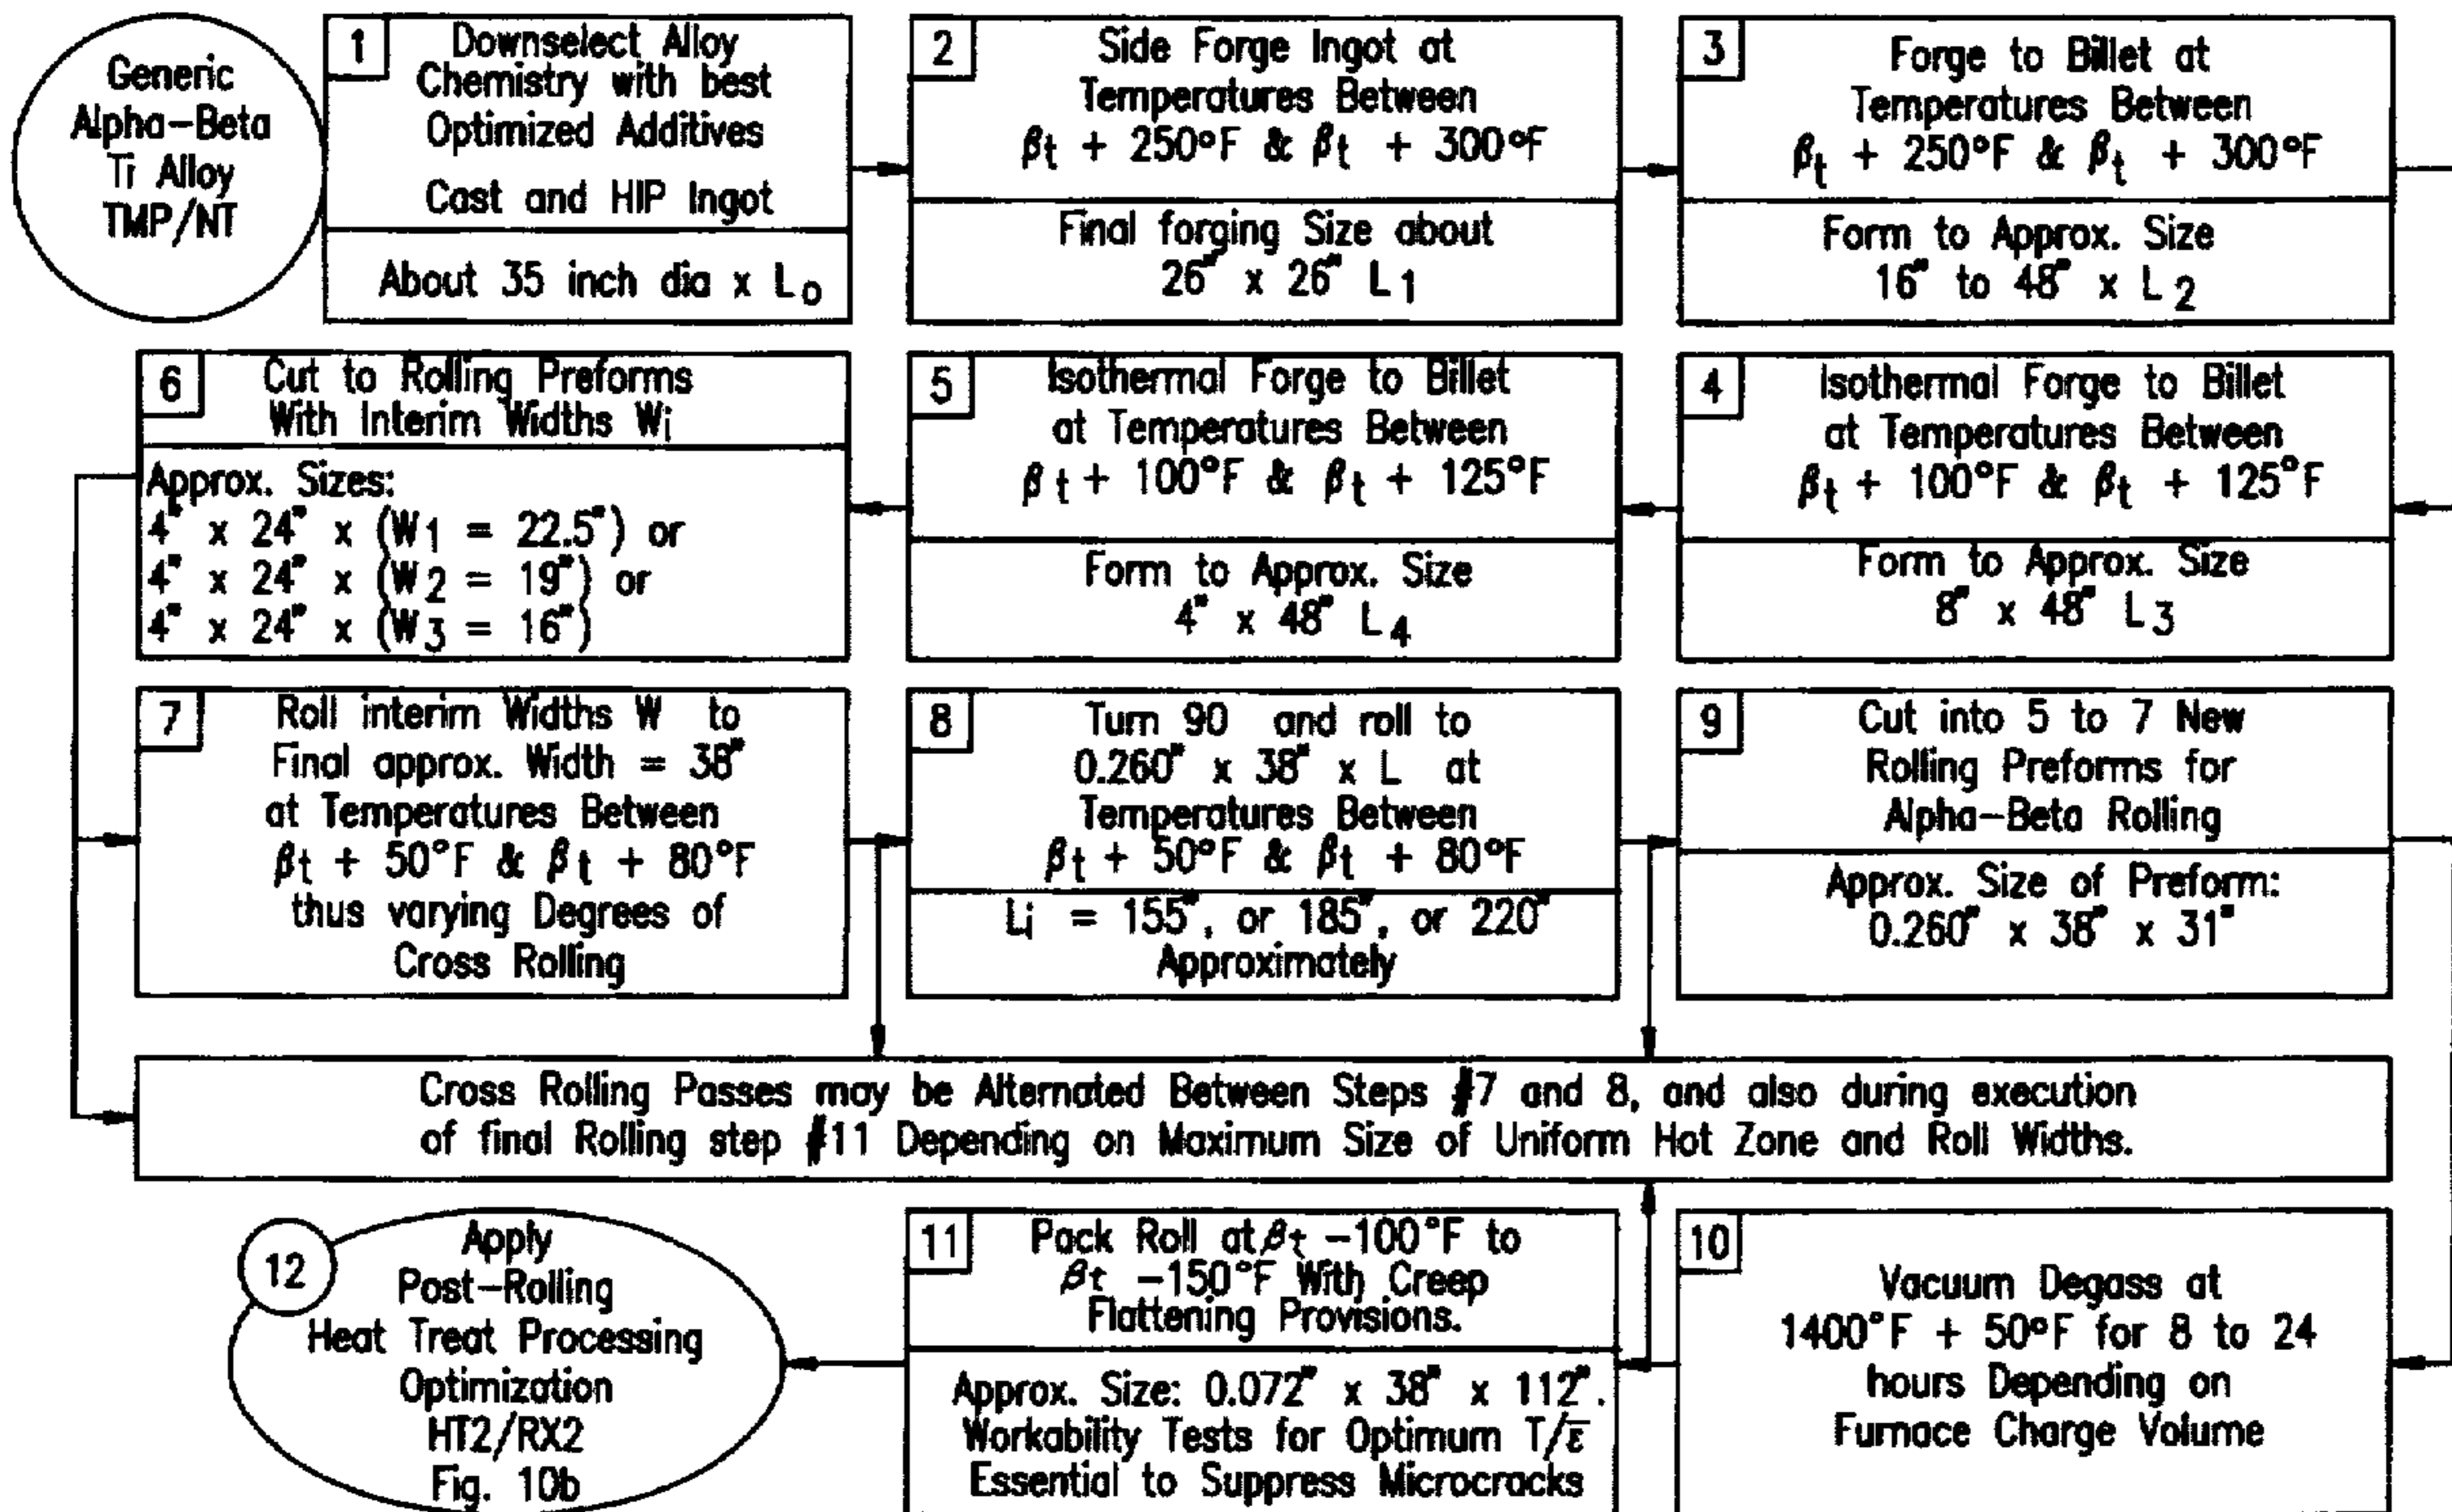 Generic
Alpha-Beta
Ti Alloy
TMP/NT
1
Downselect Alloy
Chemistry with best
Optimized Additives
Cast and HIP Ingot
About 35 inch dia x L0
2
Side Forge Ingot at
Temperatures Between
βt + 250°F & βt + 300°F
Final forging Size about
26" x 26" L1
3
Forge to Billet at
Temperatures Between
βt + 250°F & βt + 300°F
Form to Approx. Size
16" to 48" x L2
4
Isothermal Forge to Billet
at Temperatures Between
βt + 100°F & βt + 125°F
Form to Approx. Size
8" x 48" L3
5
Isothermal Forge to Billet
at Temperatures Between
βt + 100°F & βt + 125°F
Form to Approx. Size
4" x 48" L4
6
Cut to Rolling Preforms
With Interim Widths Wi
Approx. Sizes:
4" x 24" x (W1 = 22.5") or
4" x 24" x (W2 = 19") or
4" x 24" x (W3 = 16")
7
Roll interim Widths W to
Final approx. Width = 38"
at Temperatures Between
βt + 50°F & βt + 80°F
thus varying Degrees of
Cross Rolling
8
Turn 90 and roll to
0.260" x 38" x L at
Temperatures Between
βt + 50°F & βt + 80°F
Li = 155", or 185", or 220"
Approximately
9
Cut into 5 to 7 New
Rolling Preforms for
Alpha-Beta Rolling
Approx. Size of Preform:
0.260" x 38" x 31"
Cross Rolling Passes may be Alternated Between Steps #7 and 8, and also during execution
of final Rolling step #11 Depending on Maximum Size of Uniform Hot Zone and Roll Widths.
10
Vacuum Degass at
1400°F + 50°F for 8 to 24
hours Depending on
Furnace Charge Volume
11
Pack Roll at βt -100°F to
βt -150°F With Creep
Flattening Provisions.
Approx. Size: 0.072" x 38" x 112".
Workability Tests for Optimum T/ε̅
Essential to Suppress Microcracks
12
Apply
Post-Rolling
Heat Treat Processing
Optimization
HT2/RX2
Fig. 10b